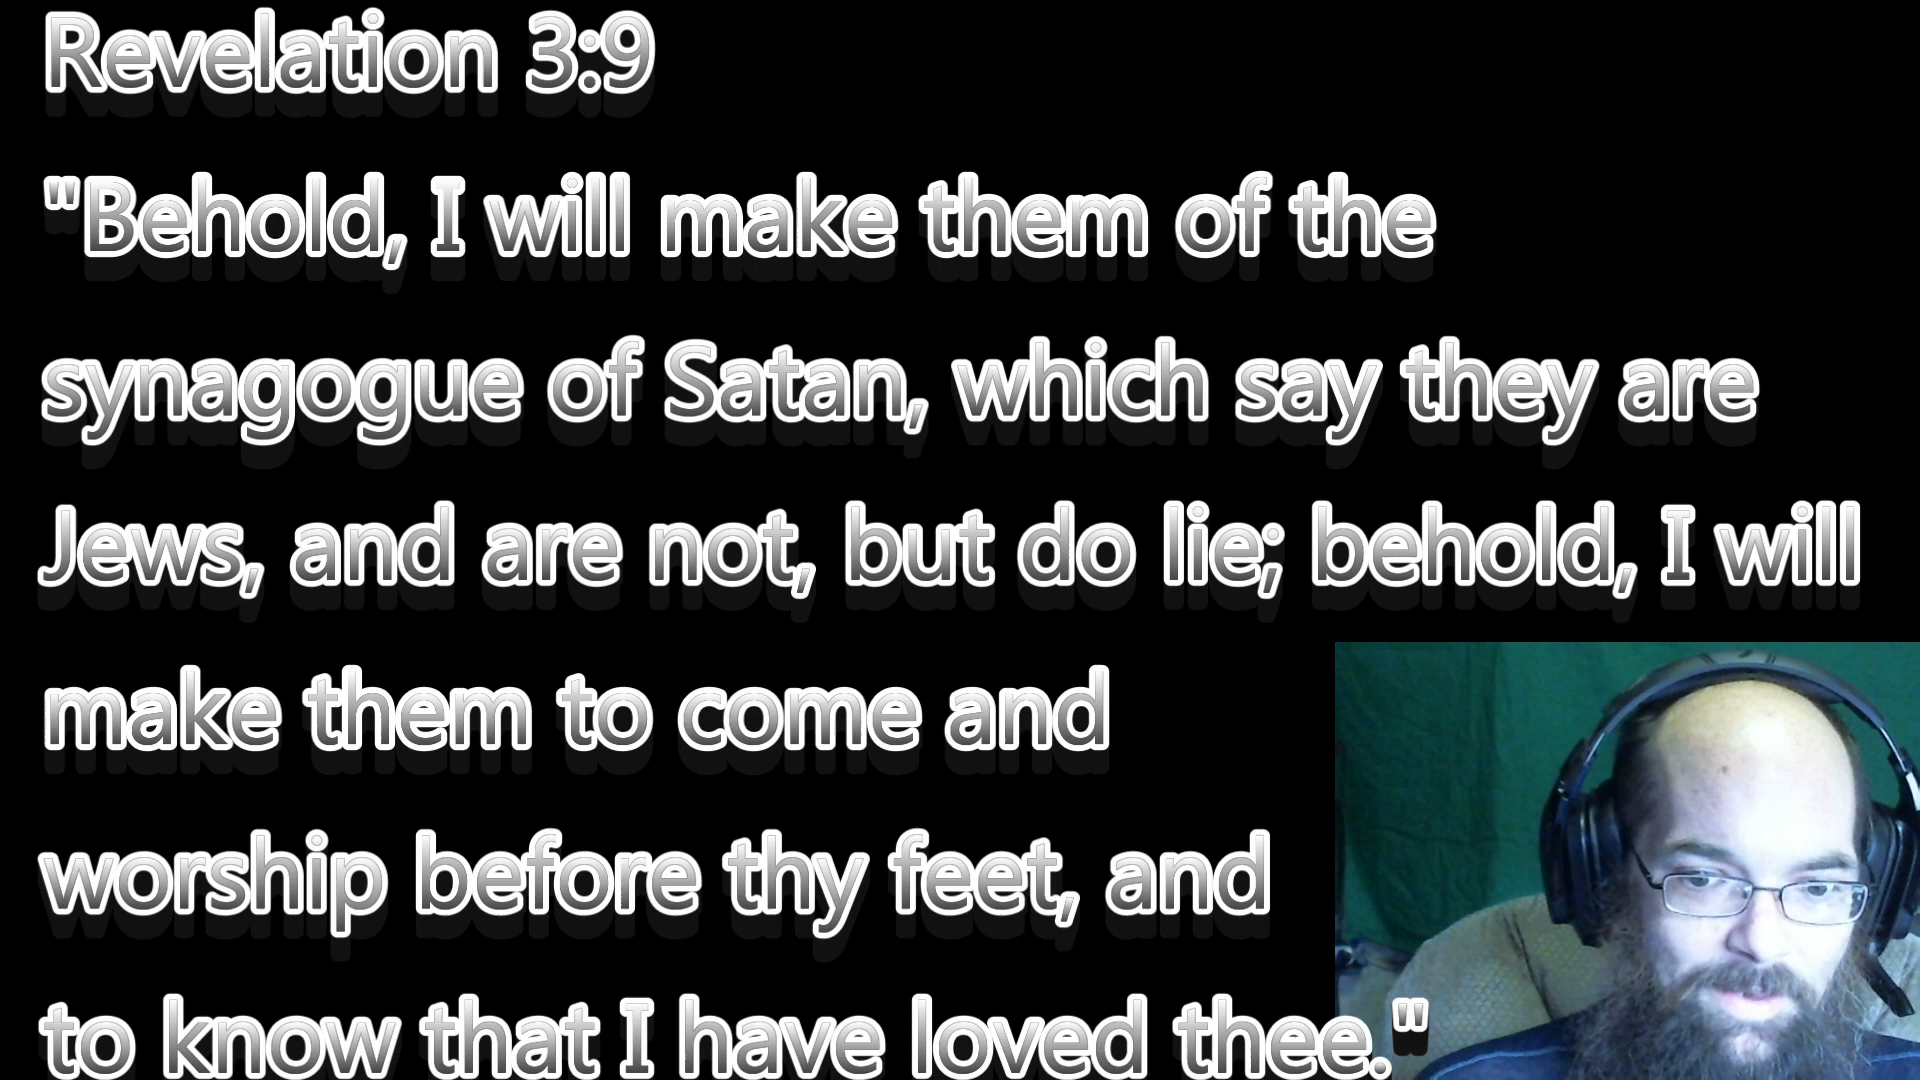 Revelation 3:9
"Behold, I will make them of the
synagogue of Satan, which say they are
Jews, and are not, but do lie; behold, I will
make them to come and
worship before thy feet, and
to know that I have loved thee."